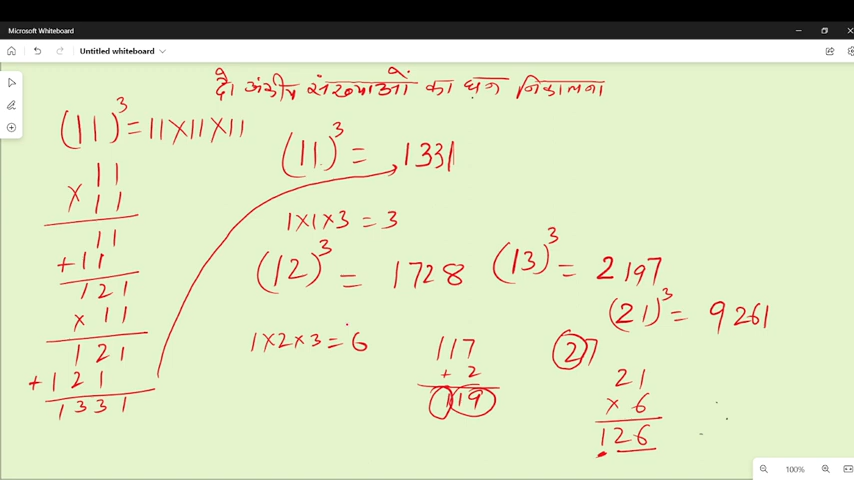 Microsoft Whiteboard
Untitled whiteboard
दो अंकीय संख्याओं का घन निकालना
(11)³ = 11×11×11
11
× 11
11
+11
121
× 11
121
+121
1331
(11)³ = 1331
1×1×3 = 3
(12)³ = 1728
(13)³ = 2197
(21)³ = 9261
1×2×3 = 6
117
+ 2
119
27
21
× 6
126
100%